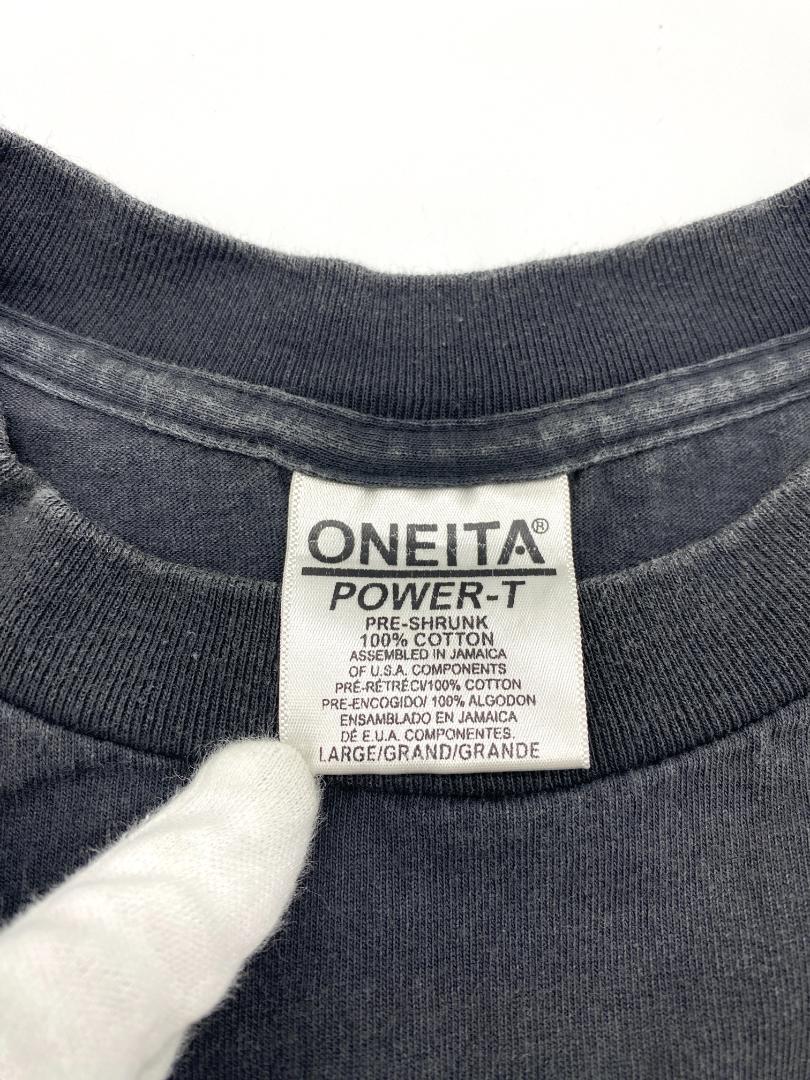 ONEITA®
POWER-T
PRE-SHRUNK
100% COTTON
ASSEMBLED IN JAMAICA
OF U.S.A. COMPONENTS
PRÉ-RÉTRÉCI/100% COTTON
PRE-ENCOGIDO/ 100% ALGODON
ENSAMBLADO EN JAMAICA
DÉ E.U.A. COMPONENTES.
LARGE/GRAND/GRANDE